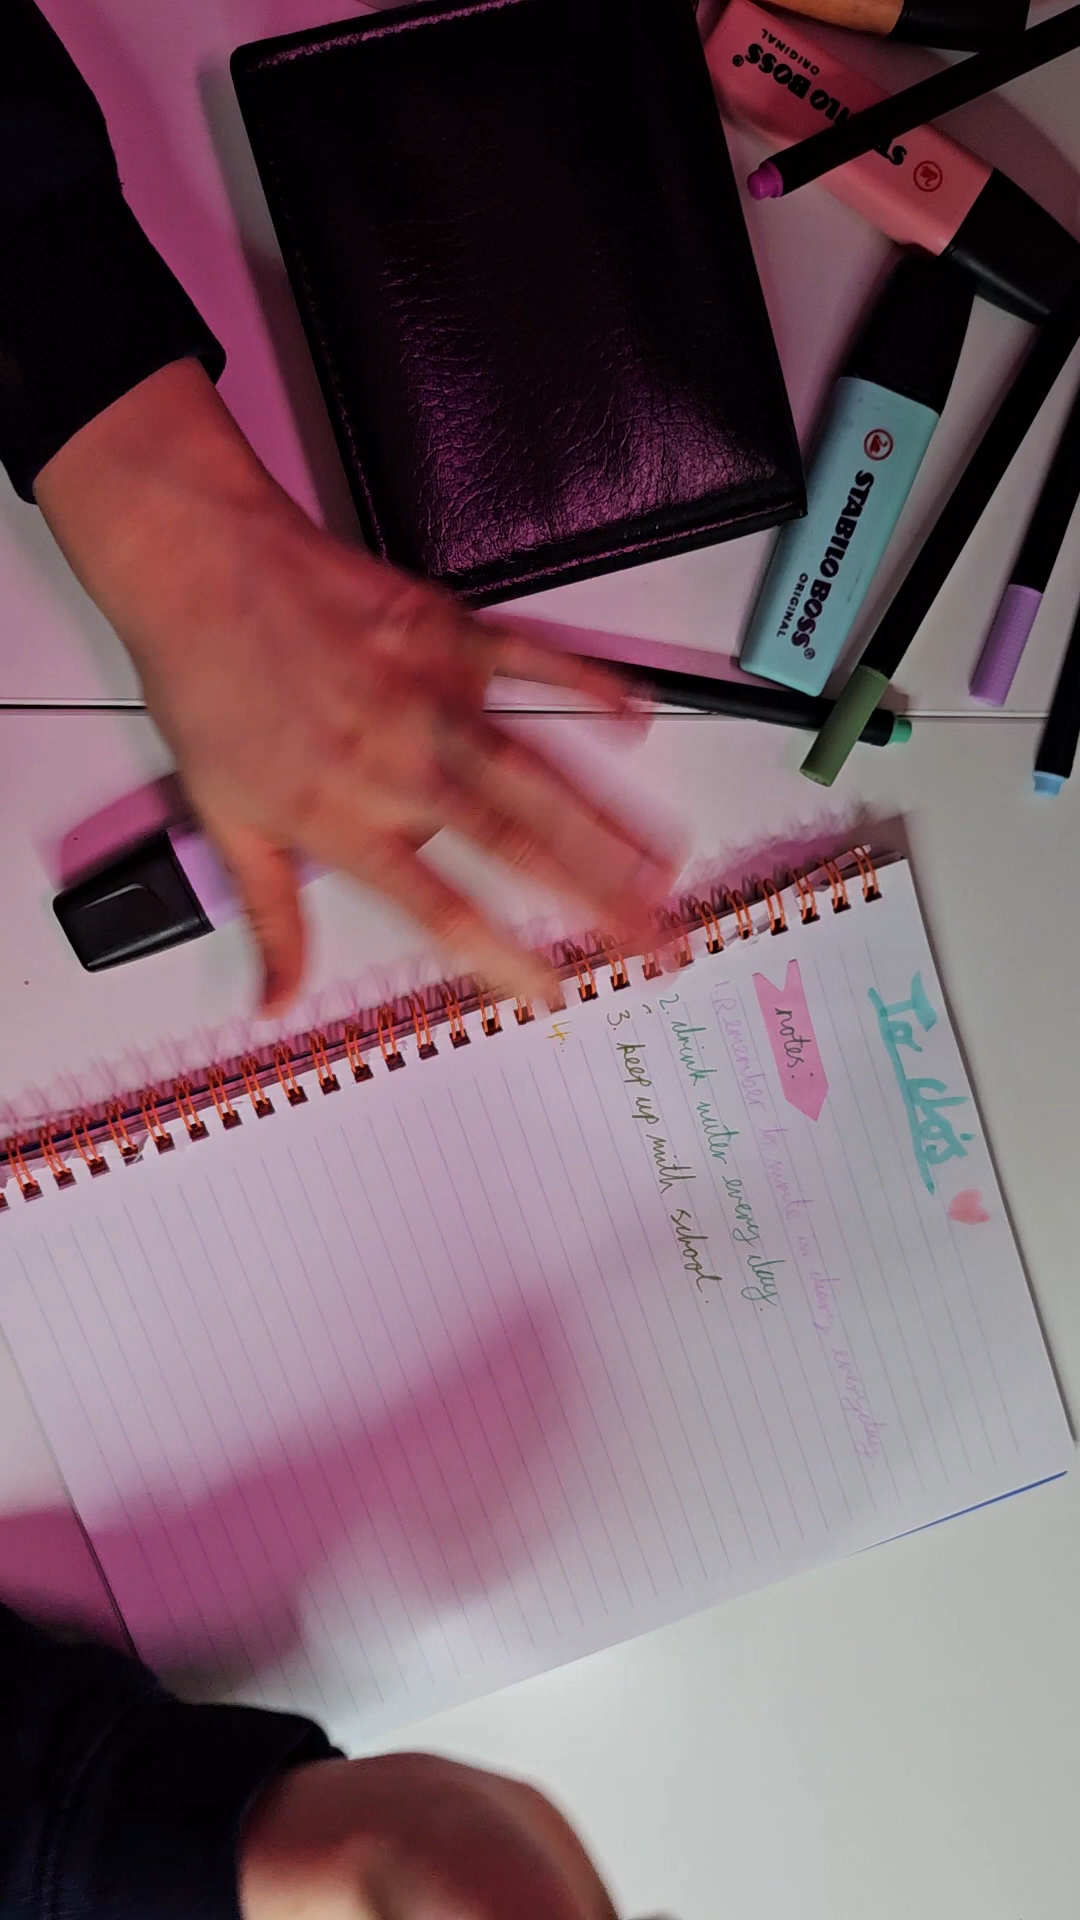 To do's
notes:
1. Remember to write in diary everyday
2. drink water every day.
3. keep up with school.
4.
STABILO BOSS
ORIGINAL
STABILO BOSS
ORIGINAL